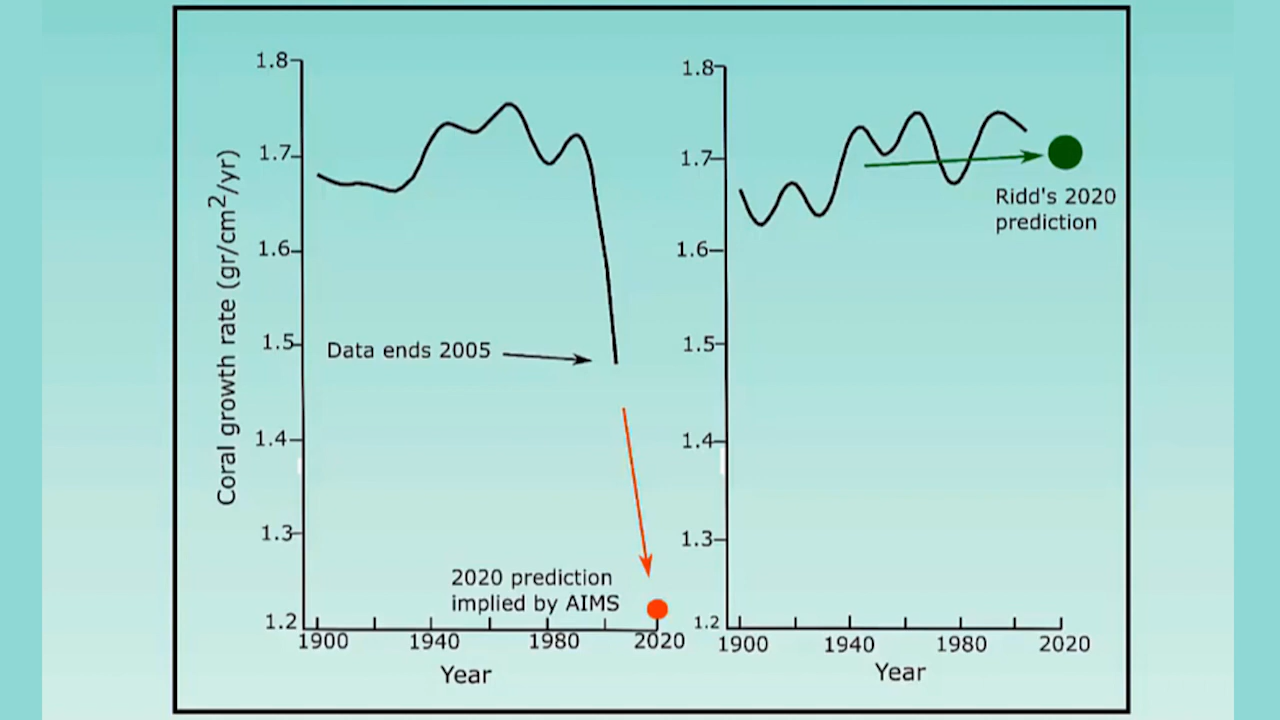 Coral growth rate (gr/cm²/yr)
1.8
1.7
1.6
1.5
1.4
1.3
1.2
Data ends 2005
2020 prediction
implied by AIMS
1900 1940 1980 2020
Year
1.8
1.7
1.6
1.5
1.4
1.3
1.2
Ridd's 2020
prediction
1900 1940 1980 2020
Year